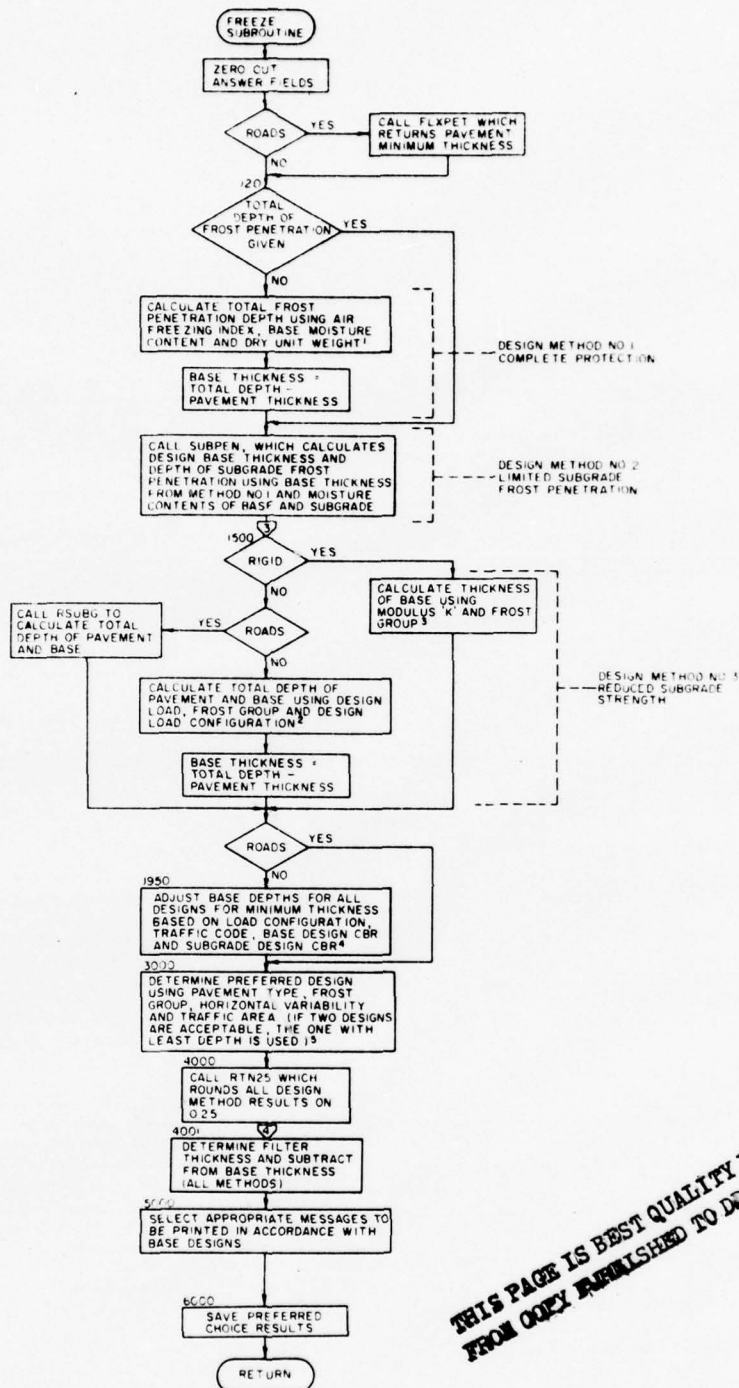 FREEZE
SUBROUTINE
ZERO OUT
ANSWER FIELDS
ROADS
YES
CALL FLXPET WHICH
RETURNS PAVEMENT
MINIMUM THICKNESS
NO
120
TOTAL
DEPTH OF
FROST PENETRATION
GIVEN
YES
NO
CALCULATE TOTAL FROST
PENETRATION DEPTH USING AIR
FREEZING INDEX, BASE MOISTURE
CONTENT AND DRY UNIT WEIGHT1
DESIGN METHOD NO 1
COMPLETE PROTECTION
BASE THICKNESS =
TOTAL DEPTH -
PAVEMENT THICKNESS
CALL SUBPEN, WHICH CALCULATES
DESIGN BASE THICKNESS AND
DEPTH OF SUBGRADE FROST
PENETRATION USING BASE THICKNESS
FROM METHOD NO 1 AND MOISTURE
CONTENTS OF BASE AND SUBGRADE
DESIGN METHOD NO 2
LIMITED SUBGRADE
FROST PENETRATION
3
1500
RIGID
YES
NO
CALCULATE THICKNESS
OF BASE USING
MODULUS 'K' AND FROST
GROUP3
CALL RSUBG TO
CALCULATE TOTAL
DEPTH OF PAVEMENT
AND BASE
YES
ROADS
NO
CALCULATE TOTAL DEPTH OF
PAVEMENT AND BASE USING DESIGN
LOAD, FROST GROUP AND DESIGN
LOAD CONFIGURATION2
DESIGN METHOD NO 3
REDUCED SUBGRADE
STRENGTH
BASE THICKNESS =
TOTAL DEPTH -
PAVEMENT THICKNESS
ROADS
YES
NO
1950
ADJUST BASE DEPTHS FOR ALL
DESIGNS FOR MINIMUM THICKNESS
BASED ON LOAD CONFIGURATION,
TRAFFIC CODE, BASE DESIGN CBR
AND SUBGRADE DESIGN CBR4
3000
DETERMINE PREFERRED DESIGN
USING PAVEMENT TYPE, FROST
GROUP, HORIZONTAL VARIABILITY
AND TRAFFIC AREA (IF TWO DESIGNS
ARE ACCEPTABLE, THE ONE WITH
LEAST DEPTH IS USED)5
4000
CALL RTN25 WHICH
ROUNDS ALL DESIGN
METHOD RESULTS ON
0.25
4
4001
DETERMINE FILTER
THICKNESS AND SUBTRACT
FROM BASE THICKNESS
(ALL METHODS)
5000
SELECT APPROPRIATE MESSAGES TO
BE PRINTED IN ACCORDANCE WITH
BASE DESIGNS
6000
SAVE PREFERRED
CHOICE RESULTS
RETURN
THIS PAGE IS BEST QUALITY
FROM COPY FURNISHED TO